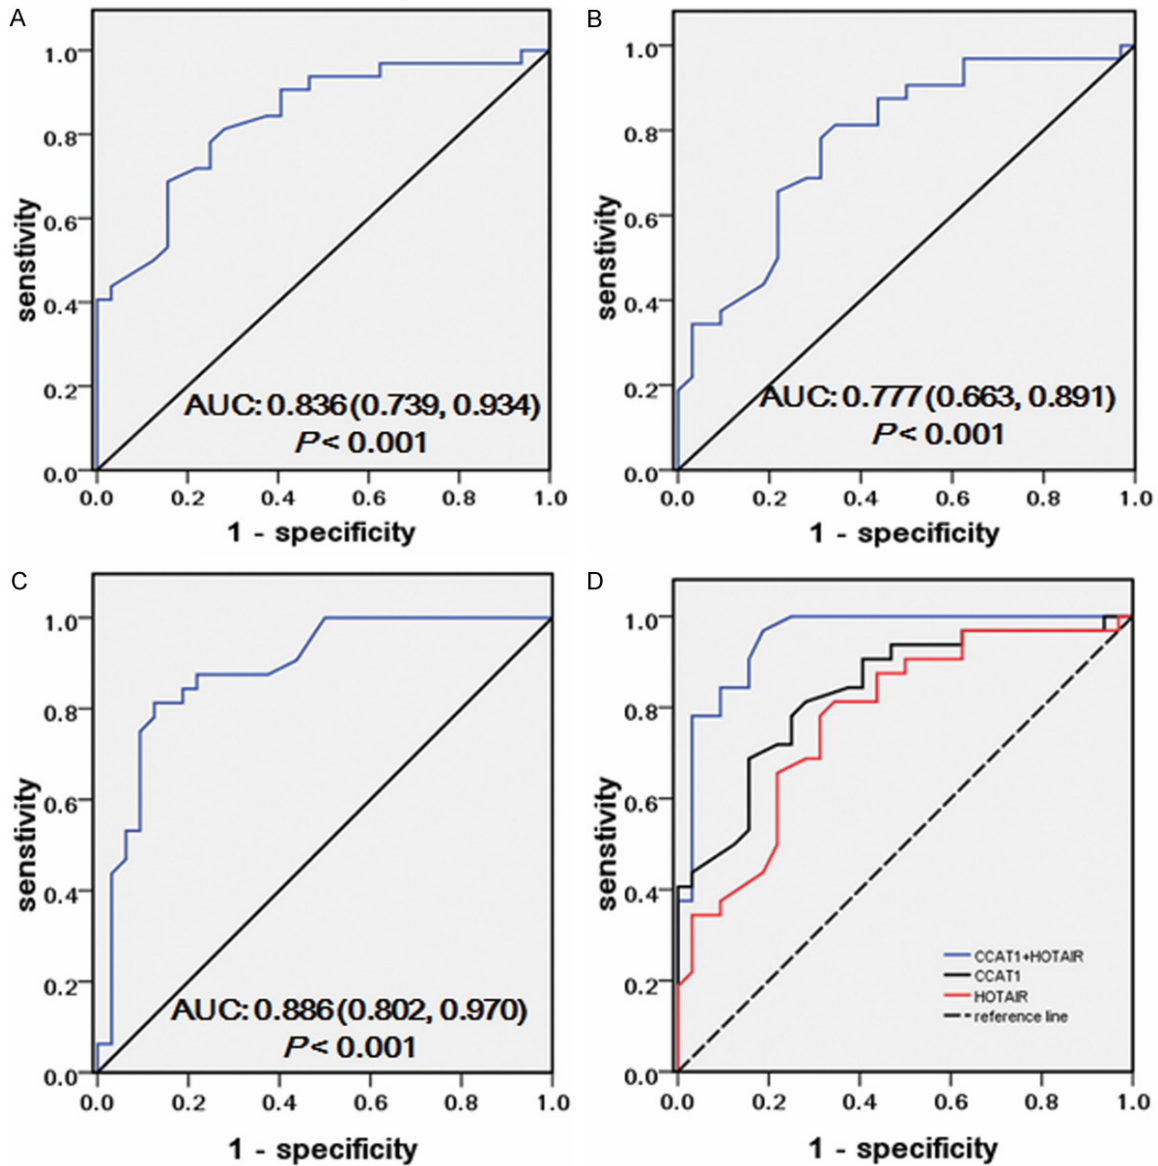 A
senstivity
1.0
0.8
0.6
0.4
0.2
0.0
AUC: 0.836 (0.739, 0.934)
P< 0.001
0.0 0.2 0.4 0.6 0.8 1.0
1 - specificity
B
senstivity
1.0
0.8
0.6
0.4
0.2
0.0
AUC: 0.777 (0.663, 0.891)
P< 0.001
0.0 0.2 0.4 0.6 0.8 1.0
1 - specificity
C
senstivity
1.0
0.8
0.6
0.4
0.2
0.0
AUC: 0.886 (0.802, 0.970)
P< 0.001
0.0 0.2 0.4 0.6 0.8 1.0
1 - specificity
D
senstivity
1.0
0.8
0.6
0.4
0.2
0.0
CCAT1+HOTAIR
CCAT1
HOTAIR
reference line
0.0 0.2 0.4 0.6 0.8 1.0
1 - specificity